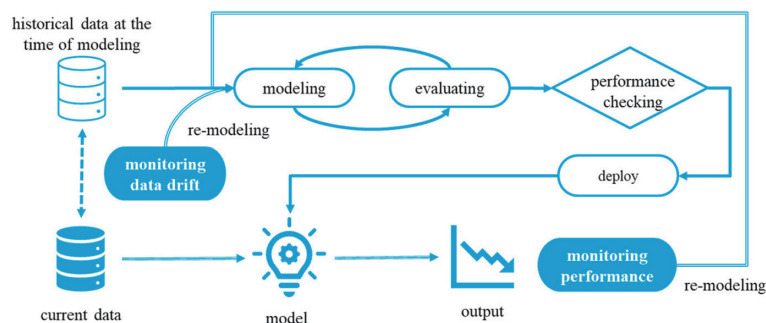 historical data at the
time of modeling
modeling
evaluating
performance
checking
re-modeling
monitoring
data drift
deploy
monitoring
performance
re-modeling
current data
model
output